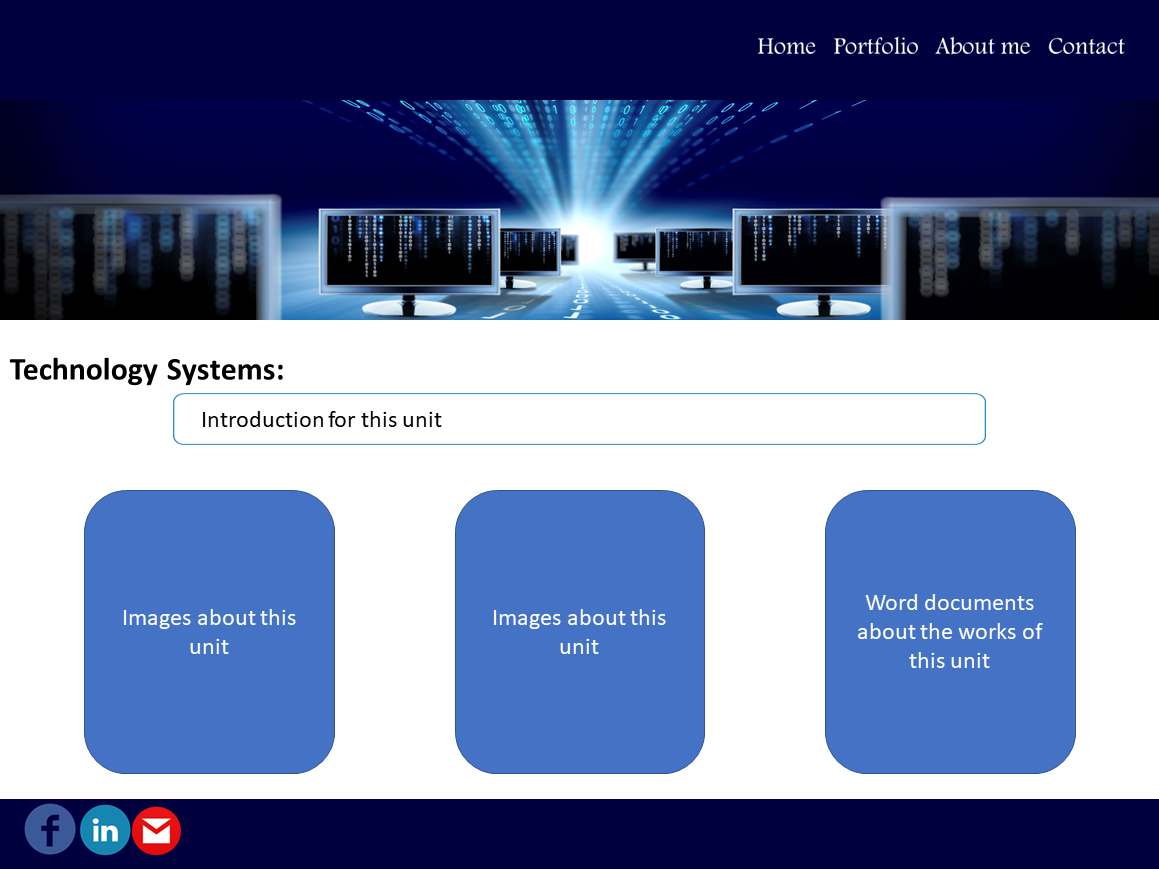 Home Portfolio About me Contact
Technology Systems:
Introduction for this unit
Images about this
unit
Images about this
unit
Word documents
about the works of
this unit
f in